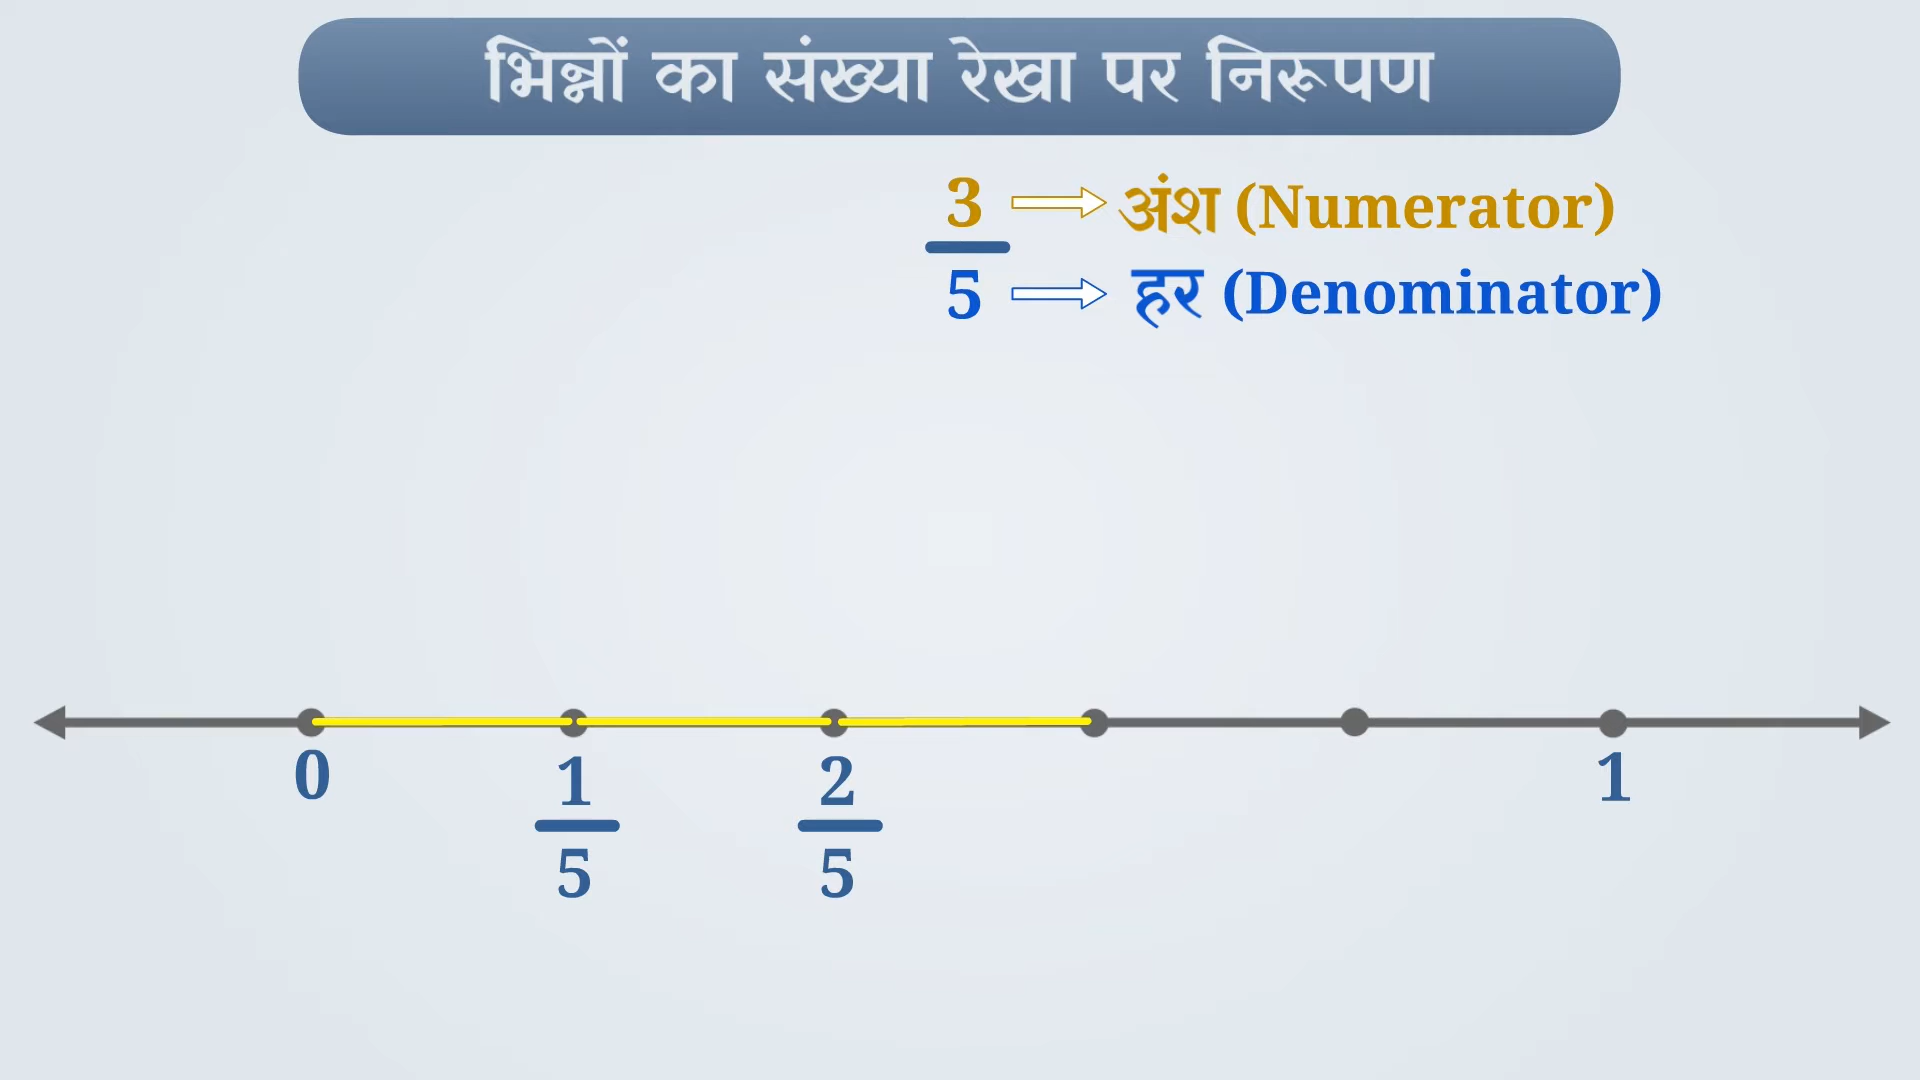 भिन्नों का संख्या रेखा पर निरूपण
3 अंश (Numerator)
5 हर (Denominator)
0 1 2 1
5 5